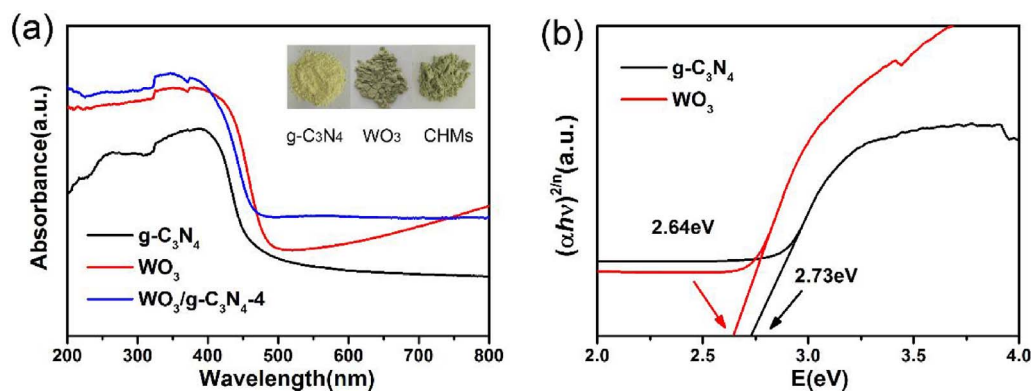 (a)
Absorbance(a.u.)
g-C₃N₄ WO₃ CHMs
g-C₃N₄
WO₃
WO₃/g-C₃N₄-4
200 300 400 500 600 700 800
Wavelength(nm)
(b)
(αhν)²/ⁿ(a.u.)
g-C₃N₄
WO₃
2.64eV
2.73eV
2.0 2.5 3.0 3.5 4.0
E(eV)